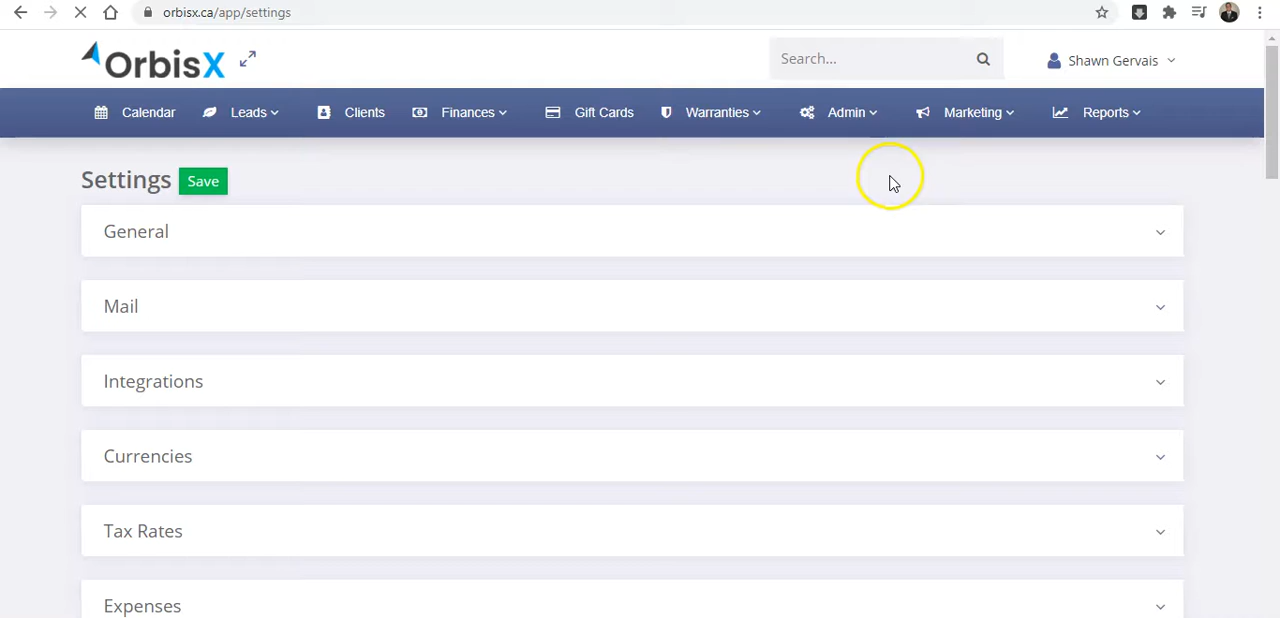 orbisx.ca/app/settings
OrbisX
Search...
Shawn Gervais
Calendar Leads Clients Finances Gift Cards Warranties Admin Marketing Reports
Settings Save
General
Mail
Integrations
Currencies
Tax Rates
Expenses